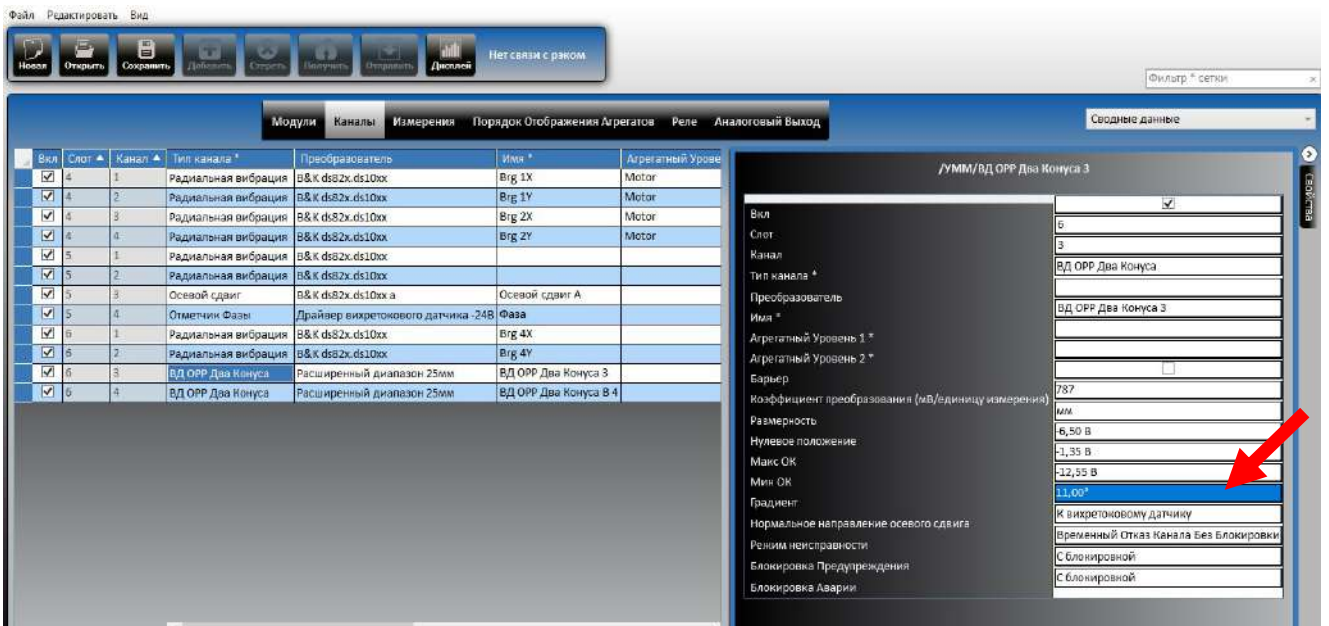 Файл Редактировать Вид
Новая Открыть Сохранить Добавить Стереть Получить Отправить Дисплей Нет связи с рэком
Фильтр * сетки
Модули Каналы Измерения Порядок Отображения Агрегатов Реле Аналоговый Выход
Сводные данные
Вкл Слот Канал Тип канала * Преобразователь Имя * Агрегатный Урове
4 1 Радиальная вибрация B&K ds82x.ds10xx Brg 1X Motor
4 2 Радиальная вибрация B&K ds82x.ds10xx Brg 1Y Motor
4 3 Радиальная вибрация B&K ds82x.ds10xx Brg 2X Motor
4 4 Радиальная вибрация B&K ds82x.ds10xx Brg 2Y Motor
5 1 Радиальная вибрация B&K ds82x.ds10xx
5 2 Радиальная вибрация B&K ds82x.ds10xx
5 3 Осевой сдвиг B&K ds82x.ds10xx a Осевой сдвиг А
5 4 Отметчик Фазы Драйвер вихретокового датчика -24В Фаза
6 1 Радиальная вибрация B&K ds82x.ds10xx Brg 4X
6 2 Радиальная вибрация B&K ds82x.ds10xx Brg 4Y
6 3 ВД ОРР Два Конуса Расширенный диапазон 25мм ВД ОРР Два Конуса 3
6 4 ВД ОРР Два Конуса Расширенный диапазон 25мм ВД ОРР Два Конуса В 4
/УММ/ВД ОРР Два Конуса 3
Вкл
Слот 6
Канал 3
Тип канала * ВД ОРР Два Конуса
Преобразователь
Имя * ВД ОРР Два Конуса 3
Агрегатный Уровень 1 *
Агрегатный Уровень 2 *
Барьер
Коэффициент преобразования (мВ/единицу измерения) 787
Размерность мм
Нулевое положение -6,50 В
Макс ОК -1,35 В
Мин ОК -12,55 В
Градиент 11,00°
Нормальное направление осевого сдвига К вихретоковому датчику
Режим неисправности Временный Отказ Канала Без Блокировки
Блокировка Предупреждения С блокировкой
Блокировка Аварии С блокировкой
Свойства